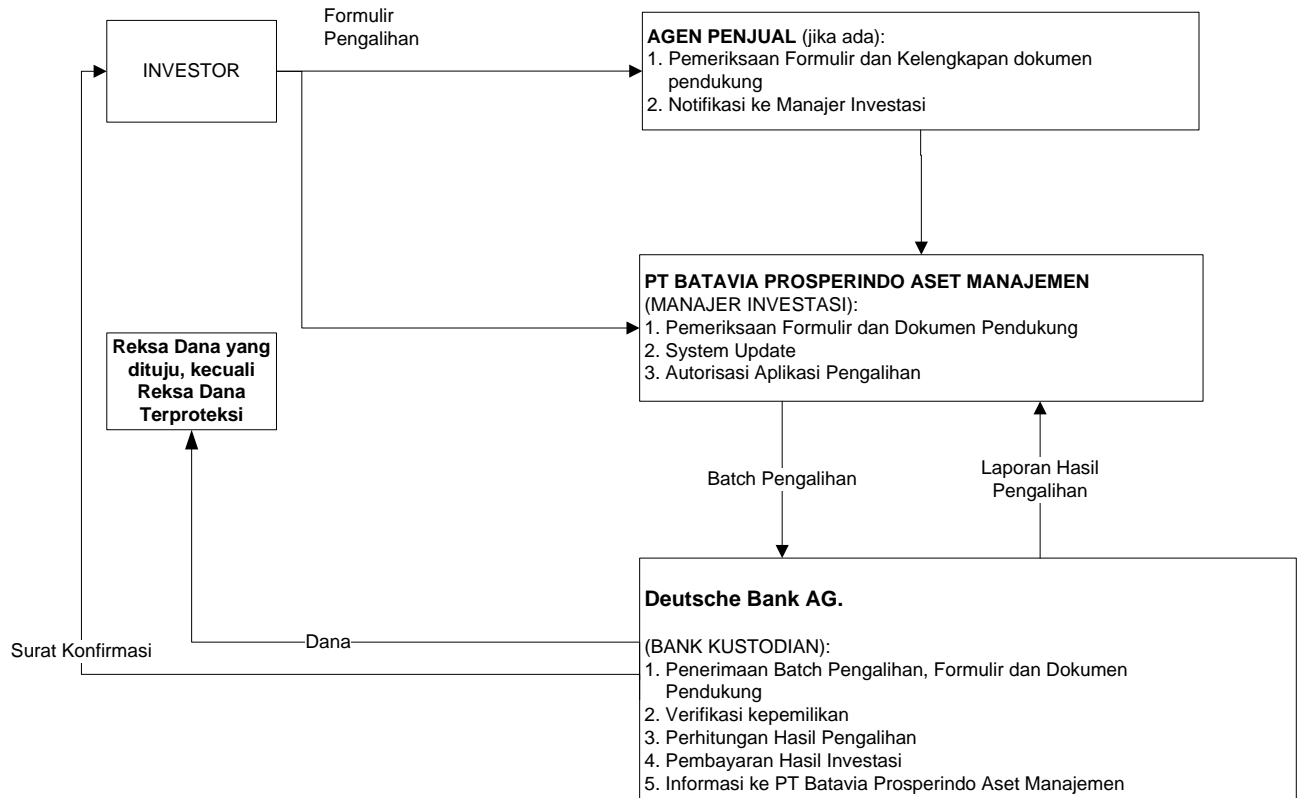 Formulir
Pengalihan
INVESTOR
AGEN PENJUAL (jika ada):
1. Pemeriksaan Formulir dan Kelengkapan dokumen
pendukung
2. Notifikasi ke Manajer Investasi
PT BATAVIA PROSPERINDO ASET MANAJEMEN
(MANAJER INVESTASI):
1. Pemeriksaan Formulir dan Dokumen Pendukung
2. System Update
3. Autorisasi Aplikasi Pengalihan
Reksa Dana yang
dituju, kecuali
Reksa Dana
Terproteksi
Batch Pengalihan
Laporan Hasil
Pengalihan
Deutsche Bank AG.
(BANK KUSTODIAN):
1. Penerimaan Batch Pengalihan, Formulir dan Dokumen
Pendukung
2. Verifikasi kepemilikan
3. Perhitungan Hasil Pengalihan
4. Pembayaran Hasil Investasi
5. Informasi ke PT Batavia Prosperindo Aset Manajemen
Dana
Surat Konfirmasi